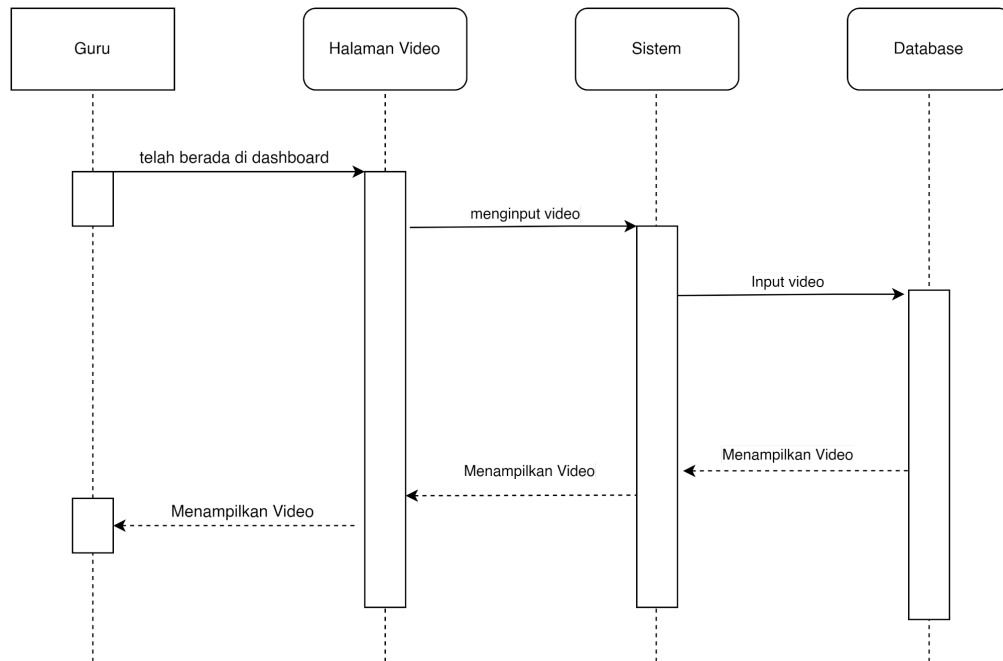 Guru
Halaman Video
Sistem
Database
telah berada di dashboard
menginput video
Input video
Menampilkan Video
Menampilkan Video
Menampilkan Video